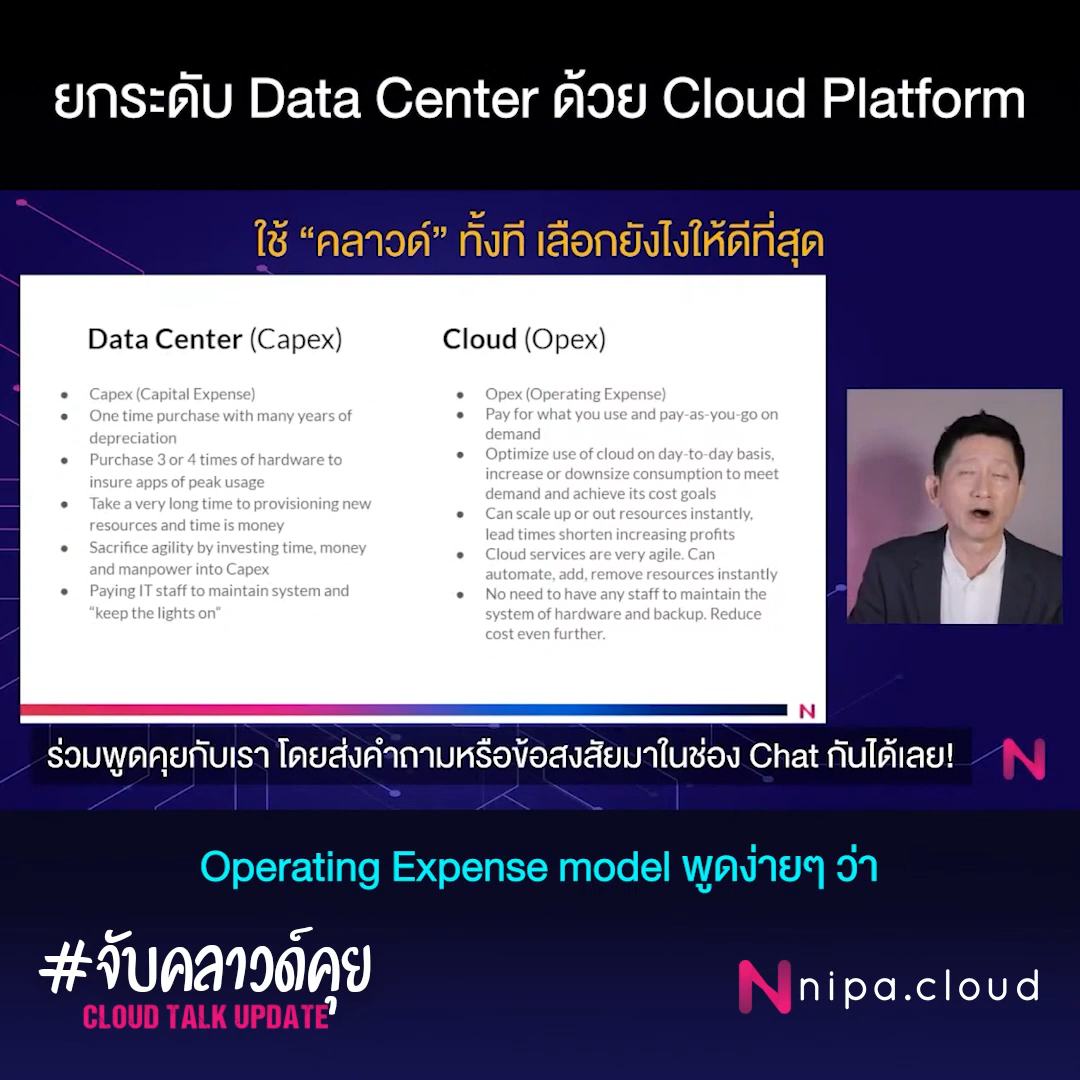 ยกระดับ Data Center ด้วย Cloud Platform
ใช้ “คลาวด์” ทั้งที เลือกยังไงให้ดีที่สุด
Data Center (Capex)
● Capex (Capital Expense)
● One time purchase with many years of
depreciation
● Purchase 3 or 4 times of hardware to
insure apps of peak usage
● Take a very long time to provisioning new
resources and time is money
● Sacrifice agility by investing time, money
and manpower into Capex
● Paying IT staff to maintain system and
“keep the lights on”
Cloud (Opex)
● Opex (Operating Expense)
● Pay for what you use and pay-as-you-go on
demand
● Optimize use of cloud on day-to-day basis,
increase or downsize consumption to meet
demand and achieve its cost goals
● Can scale up or out resources instantly,
lead times shorten increasing profits
● Cloud services are very agile. Can
automate, add, remove resources instantly
● No need to have any staff to maintain the
system of hardware and backup. Reduce
cost even further.
N
ร่วมพูดคุยกับเรา โดยส่งคำถามหรือข้อสงสัยมาในช่อง Chat กันได้เลย!
N
Operating Expense model พูดง่ายๆ ว่า
#จับคลาวด์คุย
CLOUD TALK UPDATE
N nipa.cloud